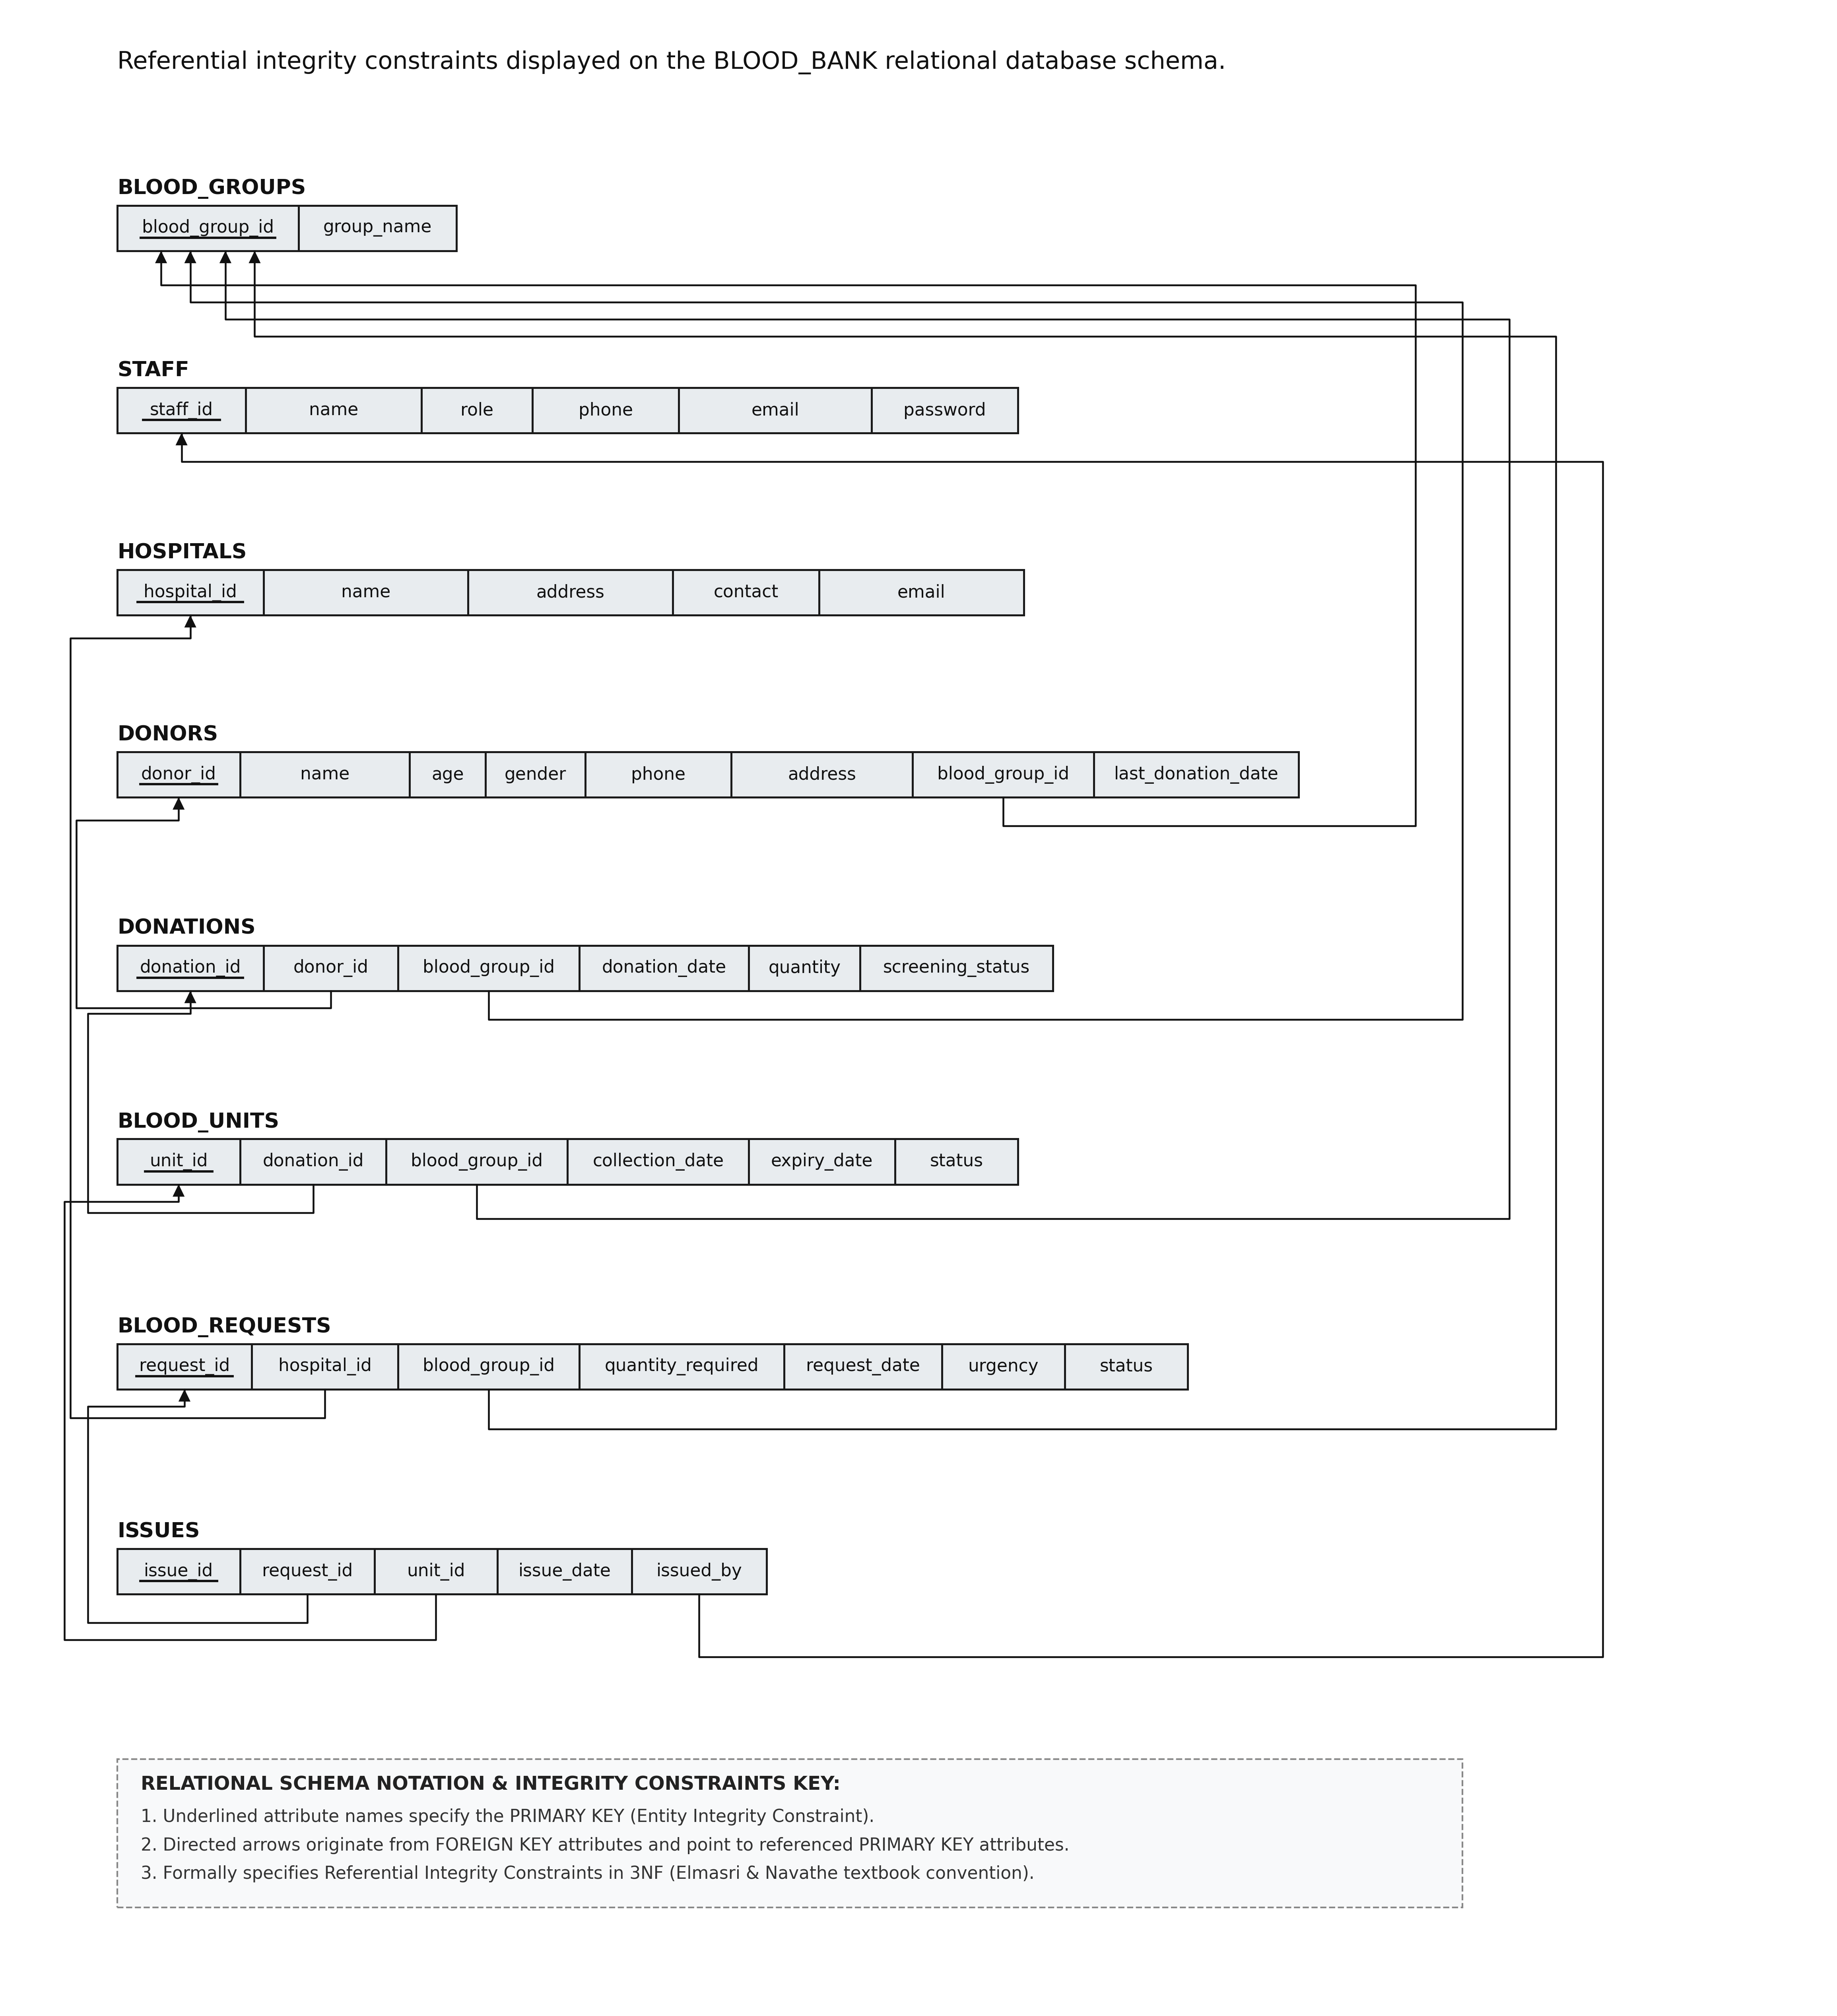 Referential integrity constraints displayed on the BLOOD_BANK relational database schema.
BLOOD_GROUPS
blood_group_id group_name
STAFF
staff_id name role phone email password
HOSPITALS
hospital_id name address contact email
DONORS
donor_id name age gender phone address blood_group_id last_donation_date
DONATIONS
donation_id donor_id blood_group_id donation_date quantity screening_status
BLOOD_UNITS
unit_id donation_id blood_group_id collection_date expiry_date status
BLOOD_REQUESTS
request_id hospital_id blood_group_id quantity_required request_date urgency status
ISSUES
issue_id request_id unit_id issue_date issued_by
RELATIONAL SCHEMA NOTATION & INTEGRITY CONSTRAINTS KEY:
1. Underlined attribute names specify the PRIMARY KEY (Entity Integrity Constraint).
2. Directed arrows originate from FOREIGN KEY attributes and point to referenced PRIMARY KEY attributes.
3. Formally specifies Referential Integrity Constraints in 3NF (Elmasri & Navathe textbook convention).